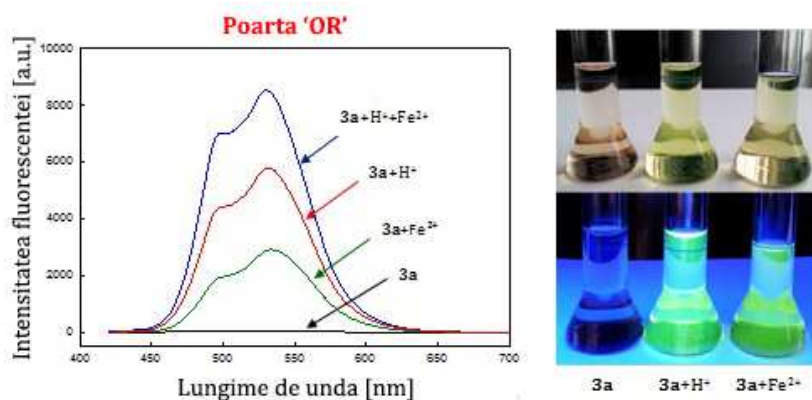 Poarta ‘OR’
Intensitatea fluorescentei [a.u.]
10000
8000
6000
4000
2000
0
3a+H⁺+Fe²⁺
3a+H⁺
3a+Fe²⁺
3a
400 450 500 550 600 650 700
Lungime de unda [nm]
3a 3a+H⁺ 3a+Fe²⁺